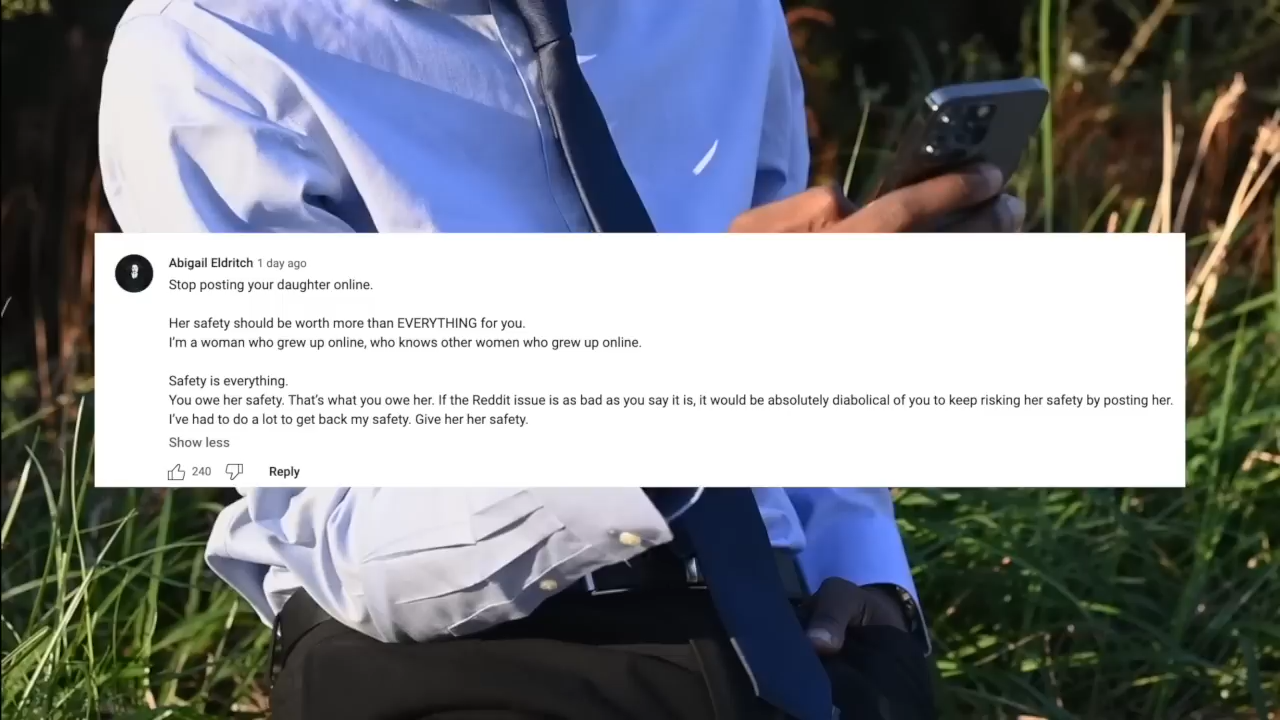 Abigail Eldritch 1 day ago
Stop posting your daughter online.
Her safety should be worth more than EVERYTHING for you.
I'm a woman who grew up online, who knows other women who grew up online.
Safety is everything.
You owe her safety. That's what you owe her. If the Reddit issue is as bad as you say it is, it would be absolutely diabolical of you to keep risking her safety by posting her.
I've had to do a lot to get back my safety. Give her her safety.
Show less
240 Reply